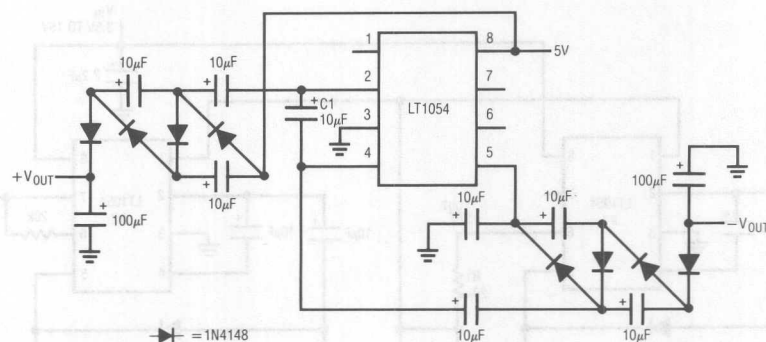 10µF
10µF
+
+
1
8
5V
2
7
+
C1
10µF
LT1054
3
6
4
5
+VOUT
+
10µF
+
100µF
10µF
10µF
100µF
+
+
+
−VOUT
+
+
10µF
10µF
= 1N4148